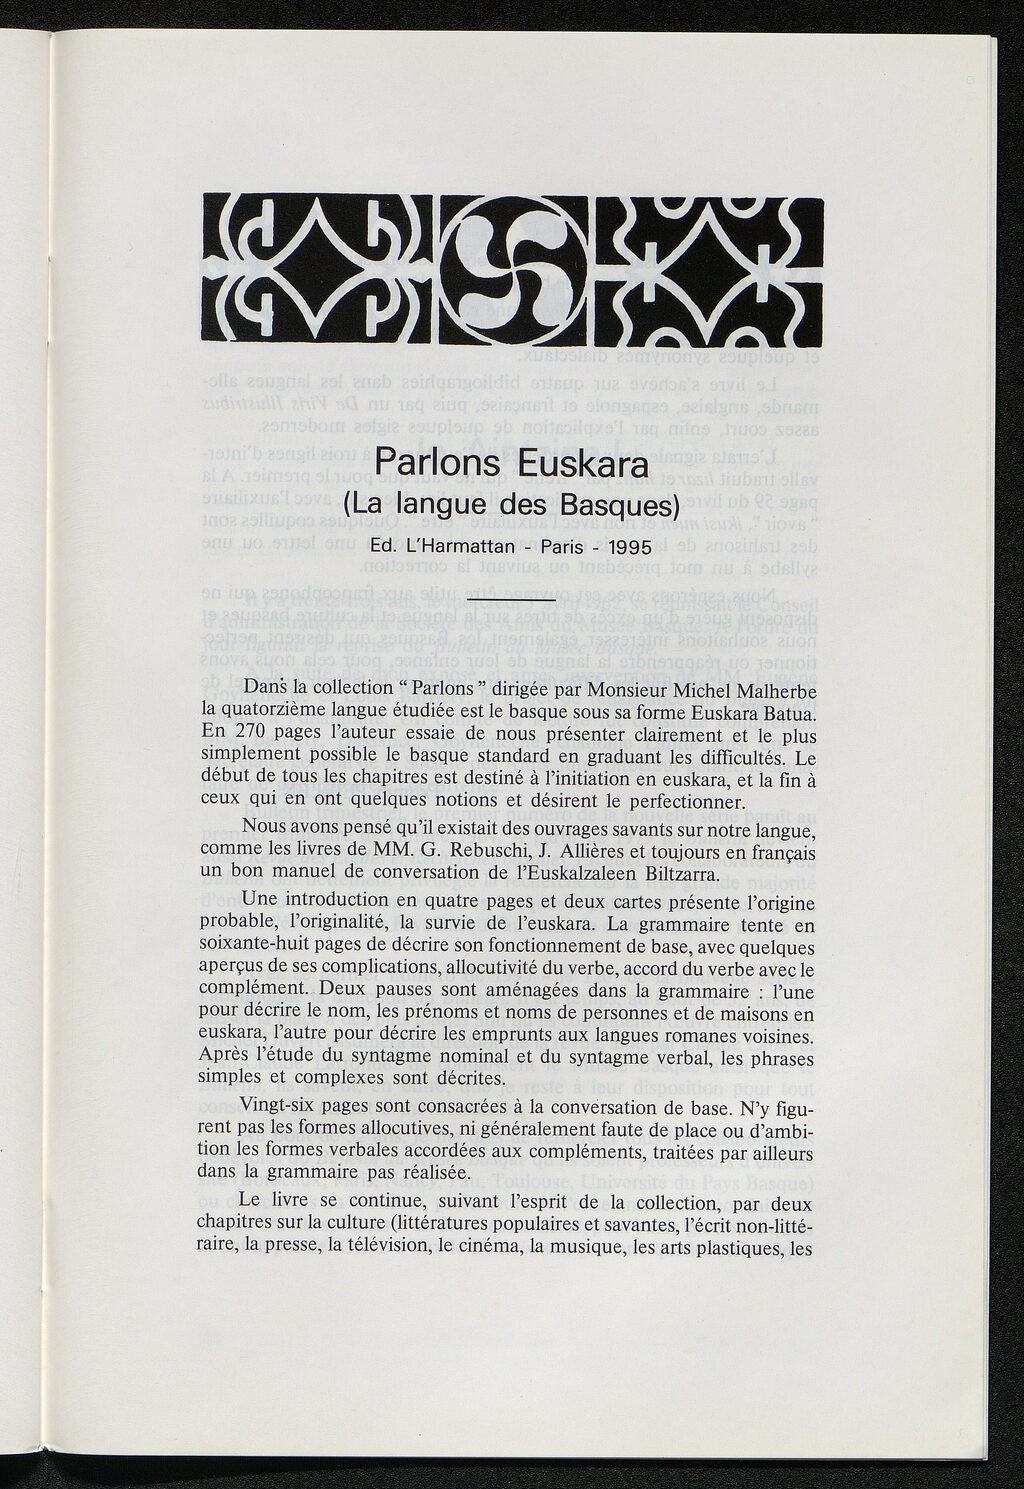 Parlons Euskara
(La langue des Basques)
Ed. L'Harmattan - Paris - 1995
Dans la collection “ Parlons ” dirigée par Monsieur Michel Malherbe
la quatorzième langue étudiée est le basque sous sa forme Euskara Batua.
En 270 pages l’auteur essaie de nous présenter clairement et le plus
simplement possible le basque standard en graduant les difficultés. Le
début de tous les chapitres est destiné à l’initiation en euskara, et la fin à
ceux qui en ont quelques notions et désirent le perfectionner.
Nous avons pensé qu’il existait des ouvrages savants sur notre langue,
comme les livres de MM. G. Rebuschi, J. Allières et toujours en français
un bon manuel de conversation de l’Euskalzaleen Biltzarra.
Une introduction en quatre pages et deux cartes présente l’origine
probable, l’originalité, la survie de l’euskara. La grammaire tente en
soixante-huit pages de décrire son fonctionnement de base, avec quelques
aperçus de ses complications, allocutivité du verbe, accord du verbe avec le
complément. Deux pauses sont aménagées dans la grammaire : l’une
pour décrire le nom, les prénoms et noms de personnes et de maisons en
euskara, l’autre pour décrire les emprunts aux langues romanes voisines.
Après l’étude du syntagme nominal et du syntagme verbal, les phrases
simples et complexes sont décrites.
Vingt-six pages sont consacrées à la conversation de base. N’y figu-
rent pas les formes allocutives, ni généralement faute de place ou d’ambi-
tion les formes verbales accordées aux compléments, traitées par ailleurs
dans la grammaire pas réalisée.
Le livre se continue, suivant l’esprit de la collection, par deux
chapitres sur la culture (littératures populaires et savantes, l’écrit non-litté-
raire, la presse, la télévision, le cinéma, la musique, les arts plastiques, les